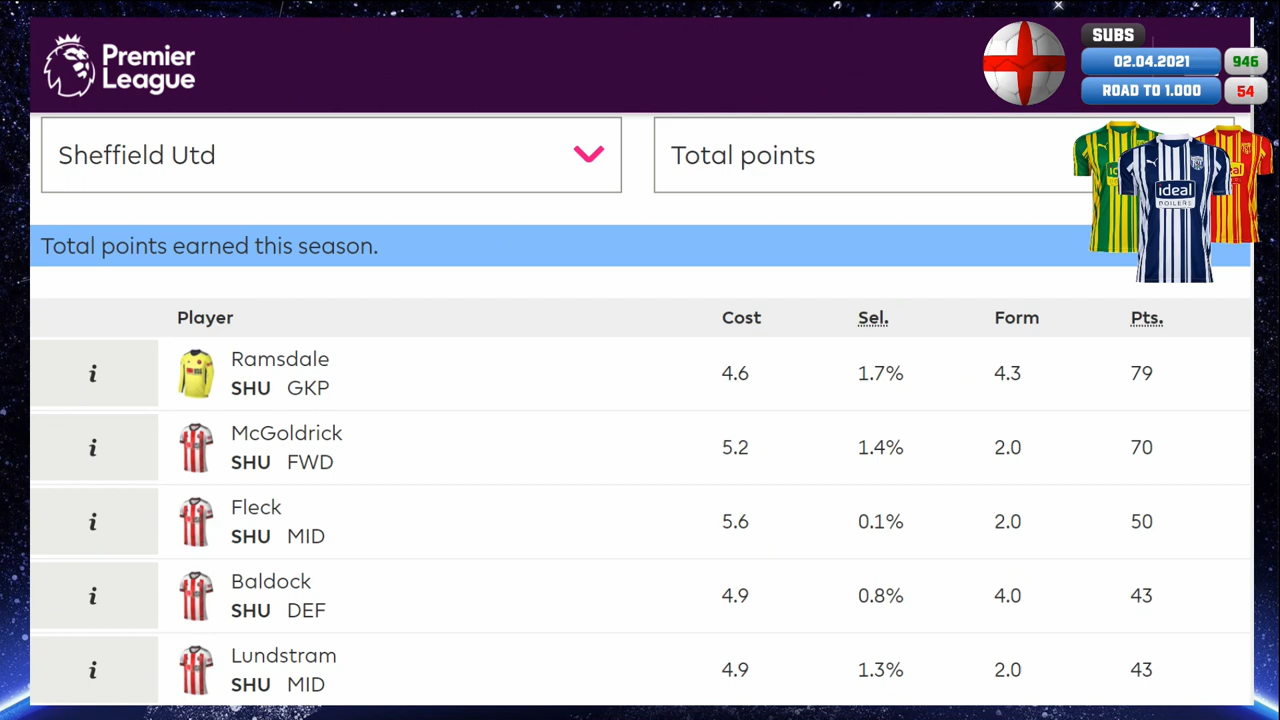 Premier
League
SUBS
02.04.2021 946
ROAD TO 1.000 54
Sheffield Utd Total points
ideal
BOILERS
Total points earned this season.
Player Cost Sel. Form Pts.
i Ramsdale 4.6 1.7% 4.3 79
SHU GKP
i McGoldrick 5.2 1.4% 2.0 70
SHU FWD
i Fleck 5.6 0.1% 2.0 50
SHU MID
i Baldock 4.9 0.8% 4.0 43
SHU DEF
i Lundstram 4.9 1.3% 2.0 43
SHU MID